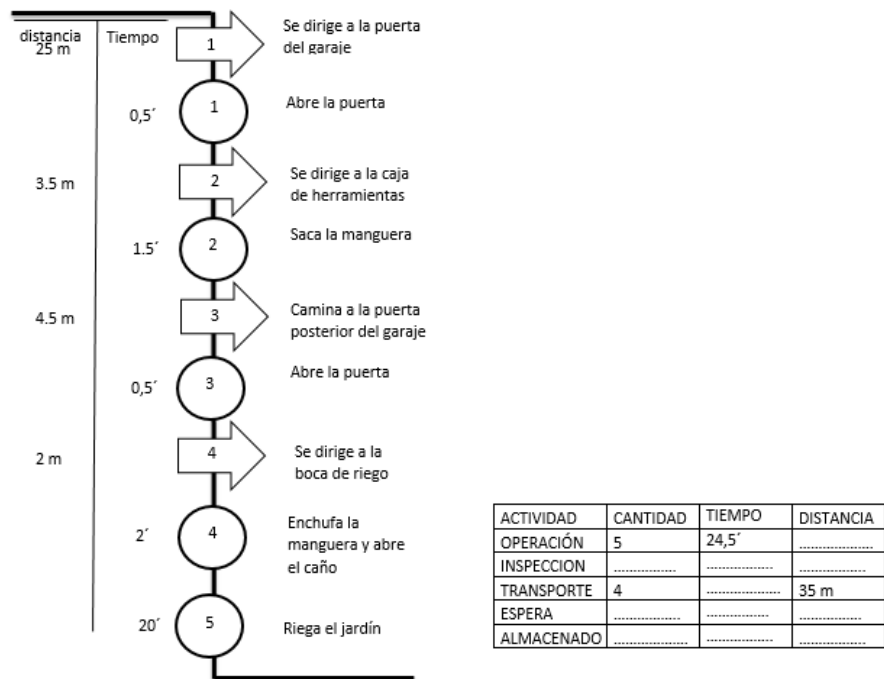 distancia Tiempo
25 m
1
Se dirige a la puerta
del garaje
0,5´
1
Abre la puerta
3.5 m
2
Se dirige a la caja
de herramientas
1.5´
2
Saca la manguera
4.5 m
3
Camina a la puerta
posterior del garaje
0,5´
3
Abre la puerta
2 m
4
Se dirige a la
boca de riego
2´
4
Enchufa la
manguera y abre
el caño
20´
5
Riega el jardín
ACTIVIDAD CANTIDAD TIEMPO DISTANCIA
OPERACIÓN 5 24,5´ ...................
INSPECCION ................ ................. .................
TRANSPORTE 4 ................... 35 m
ESPERA ................. ................ ................
ALMACENADO ................... ................. .................